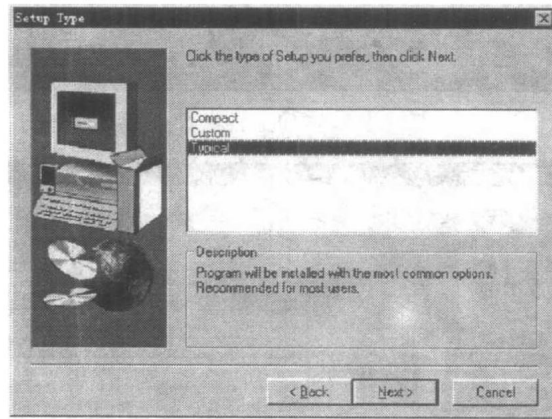 Setup Type
Click the type of Setup you prefer, then click Next.
Compact
Custom
Typical
Description
Program will be installed with the most common options.
Recommended for most users.
< Back
Next >
Cancel